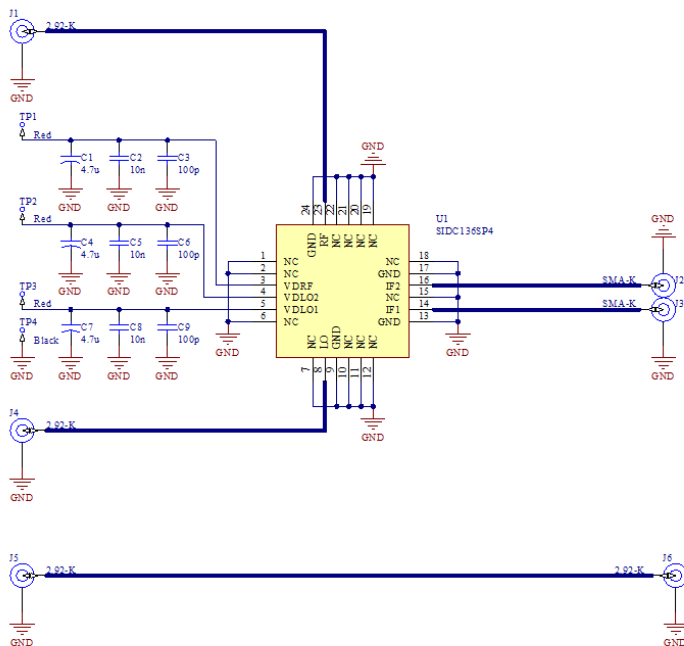 J1
2.92-K
GND
TP1
Red
C1
4.7u
C2
10n
C3
100p
GND
GND
GND
GND
TP2
Red
C4
4.7u
C5
10n
C6
100p
GND
GND
GND
TP3
Red
TP4
Black
C7
4.7u
C8
10n
C9
100p
GND
GND
GND
GND
24
23
22
21
20
19
GND
RF
NC
NC
NC
NC
U1
SIDC136SP4
1
2
3
4
5
6
NC
NC
VDRF
VDLO2
VDLO1
NC
NC
GND
IF2
NC
IF1
GND
18
17
16
15
14
13
NC
LO
GND
NC
NC
NC
7
8
9
10
11
12
GND
GND
GND
GND
SMA-K
J2
SMA-K
J3
GND
J4
2.92-K
GND
J5
2.92-K
2.92-K
J6
GND
GND